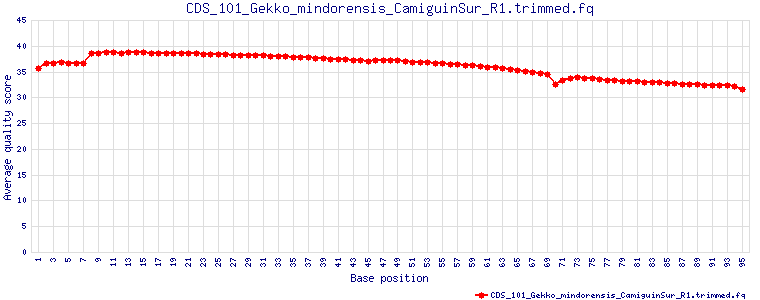 CDS_101_Gekko_mindorensis_CamiguinSur_R1.trimmed.fq
Average quality score
45
40
35
30
25
20
15
10
5
0
1 3 5 7 9 11 13 15 17 19 21 23 25 27 29 31 33 35 37 39 41 43 45 47 49 51 53 55 57 59 61 63 65 67 69 71 73 75 77 79 81 83 85 87 89 91 93 95
Base position
CDS_101_Gekko_mindorensis_CamiguinSur_R1.trimmed.fq